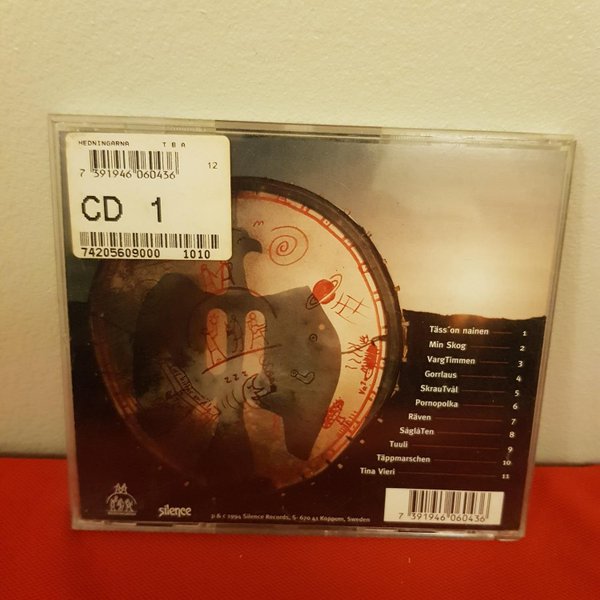 HEDNINGARNA TBA
7 391946 060436
12
CD 1
74205609000 1010
zzz
Täss´on nainen 1
Min Skog 2
VargTimmen 3
Gorrlaus 4
SkrauTvål 5
Pornopolka 6
Räven 7
SåglåTen 8
Tuuli 9
Täppmarschen 10
Tina Vieri 11
silence
p & c 1994 Silence Records, S- 670 41 Koppom, Sweden
7 391946 060436